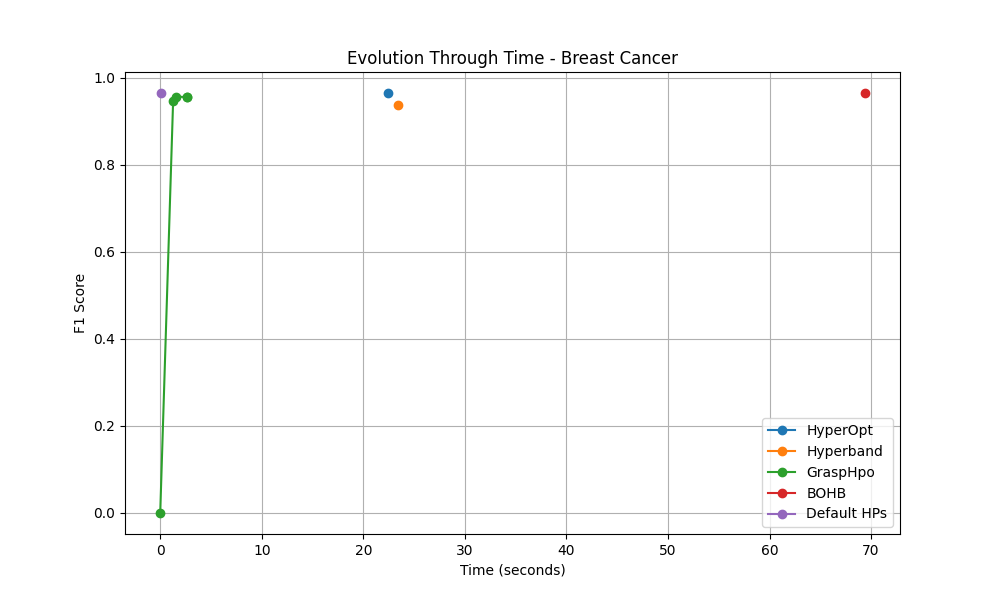 Evolution Through Time - Breast Cancer
F1 Score
1.0
0.8
0.6
0.4
0.2
0.0
0 10 20 30 40 50 60 70
Time (seconds)
HyperOpt
Hyperband
GraspHpo
BOHB
Default HPs